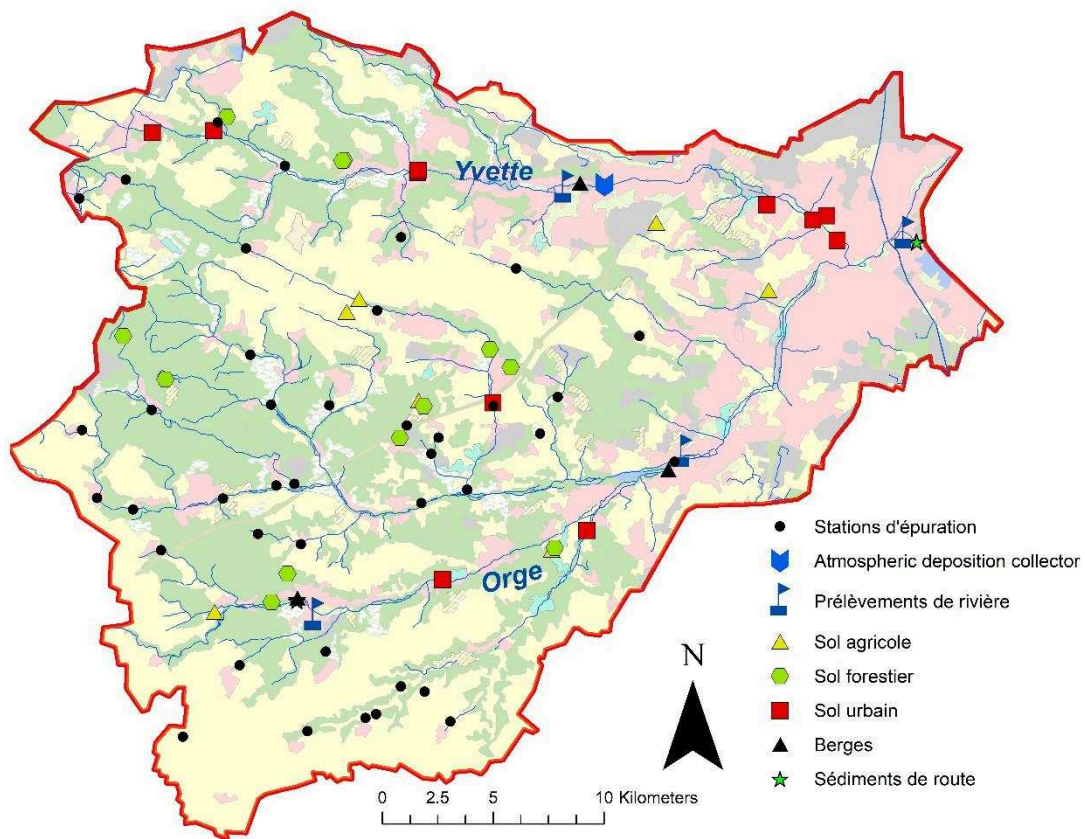 Yvette
Orge
Stations d'épuration
Atmospheric deposition collector
Prélèvements de rivière
Sol agricole
Sol forestier
Sol urbain
Berges
Sédiments de route
N
0 2.5 5 10 Kilometers